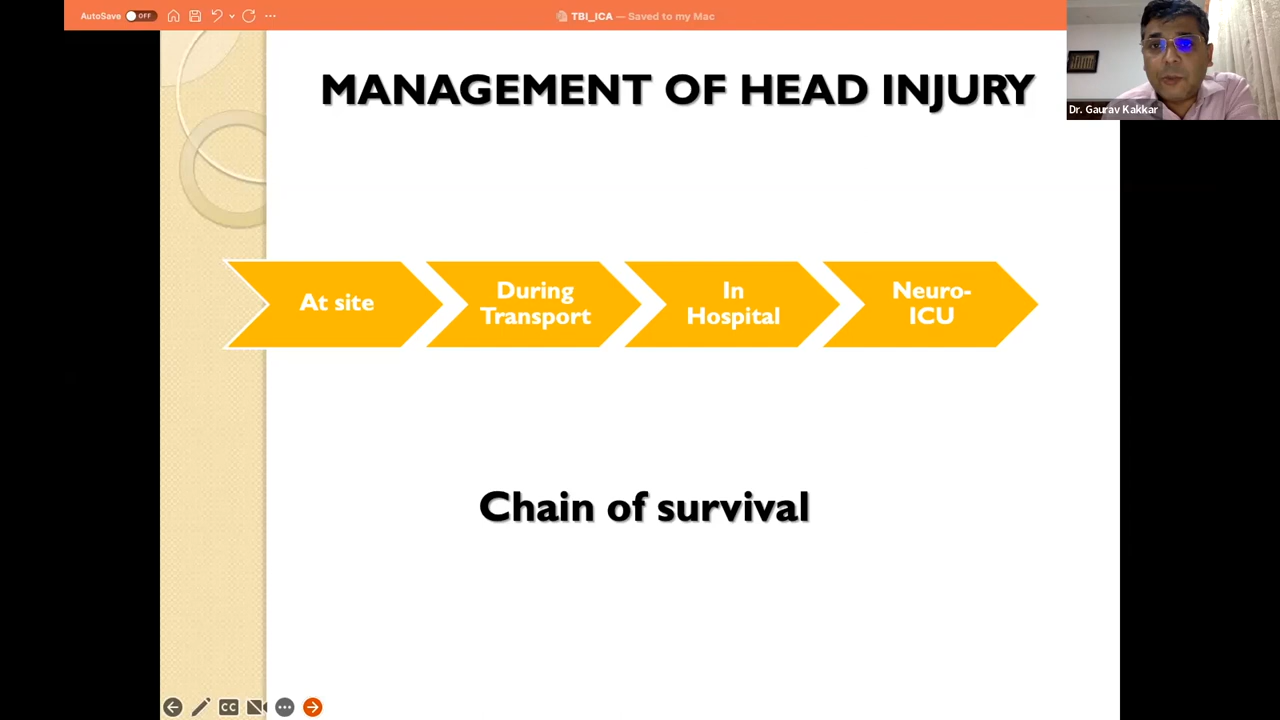 AutoSave OFF
TBI_ICA — Saved to my Mac
Dr. Gaurav Kakkar
MANAGEMENT OF HEAD INJURY
At site
During
Transport
In
Hospital
Neuro-
ICU
Chain of survival
CC